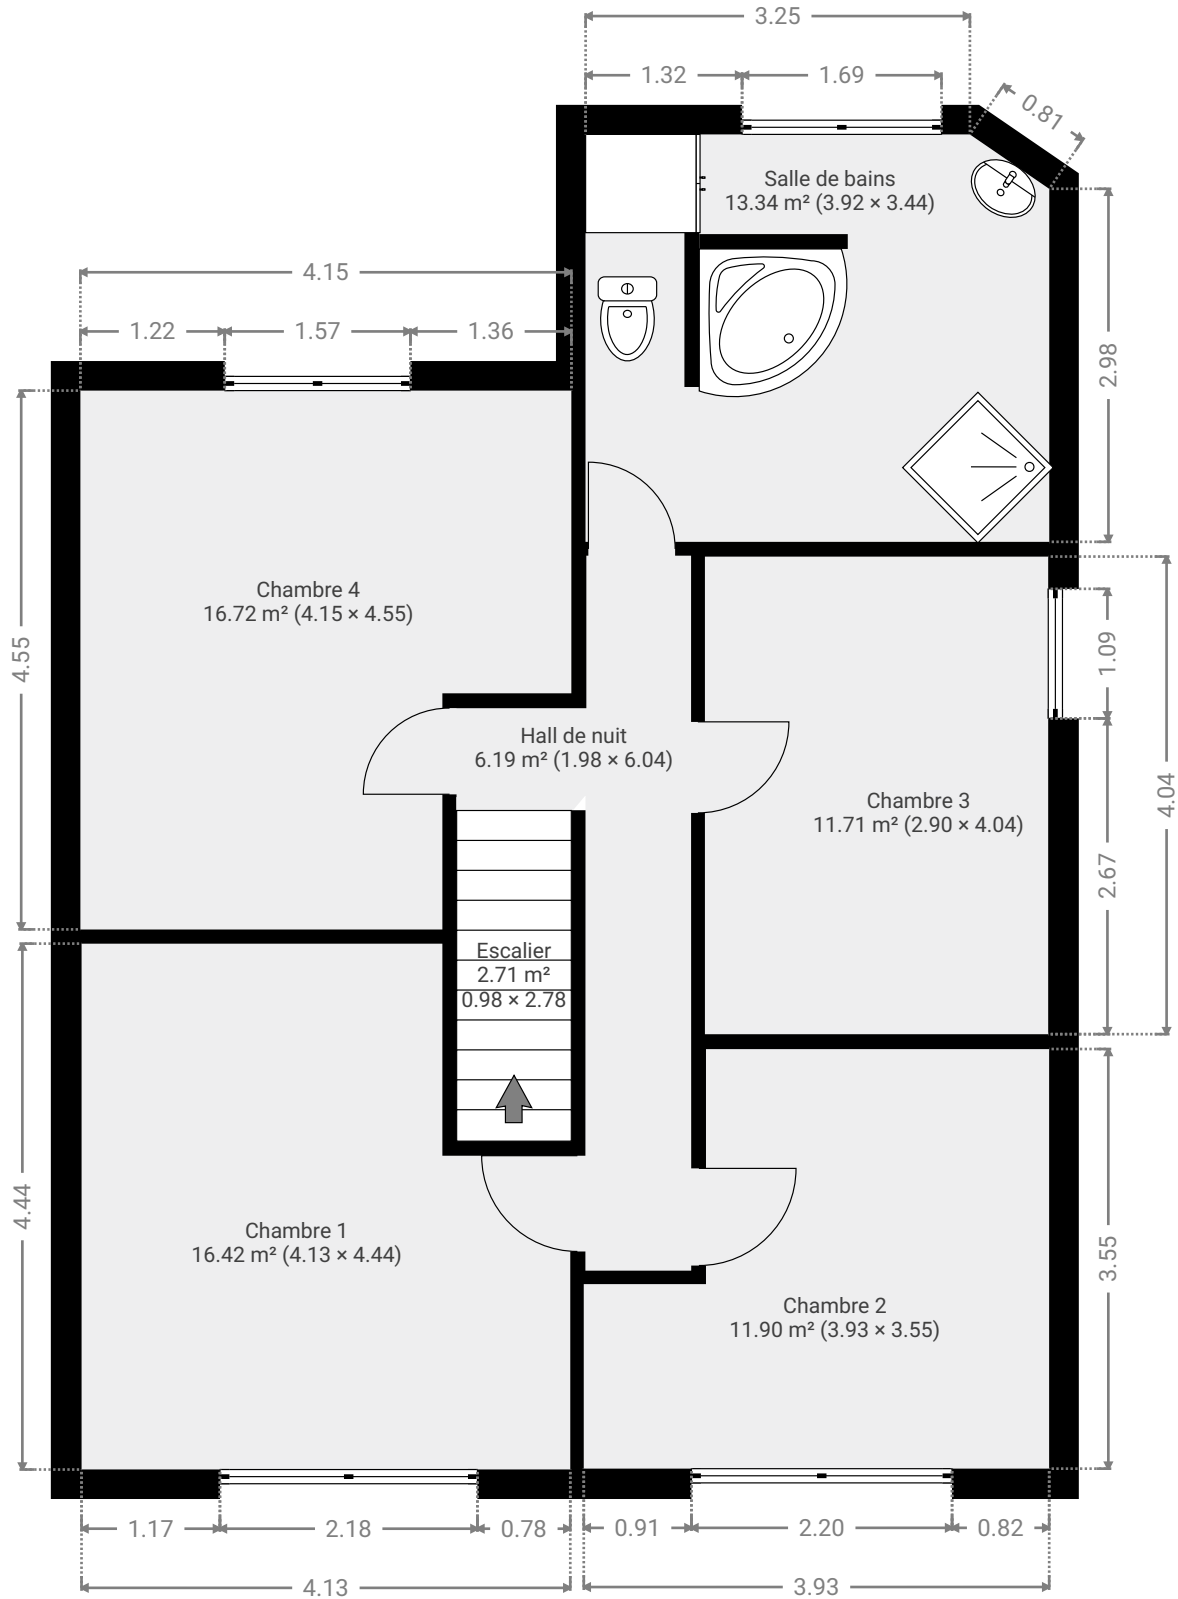 3.25
1.32
1.69
0.81
Salle de bains
13.34 m² (3.92 × 3.44)
4.15
1.22
1.57
1.36
2.98
Chambre 4
16.72 m² (4.15 × 4.55)
4.55
1.09
Hall de nuit
6.19 m² (1.98 × 6.04)
4.04
Chambre 3
11.71 m² (2.90 × 4.04)
2.67
Escalier
2.71 m²
0.98 × 2.78
4.44
Chambre 1
16.42 m² (4.13 × 4.44)
3.55
Chambre 2
11.90 m² (3.93 × 3.55)
1.17
2.18
0.78
0.91
2.20
0.82
4.13
3.93